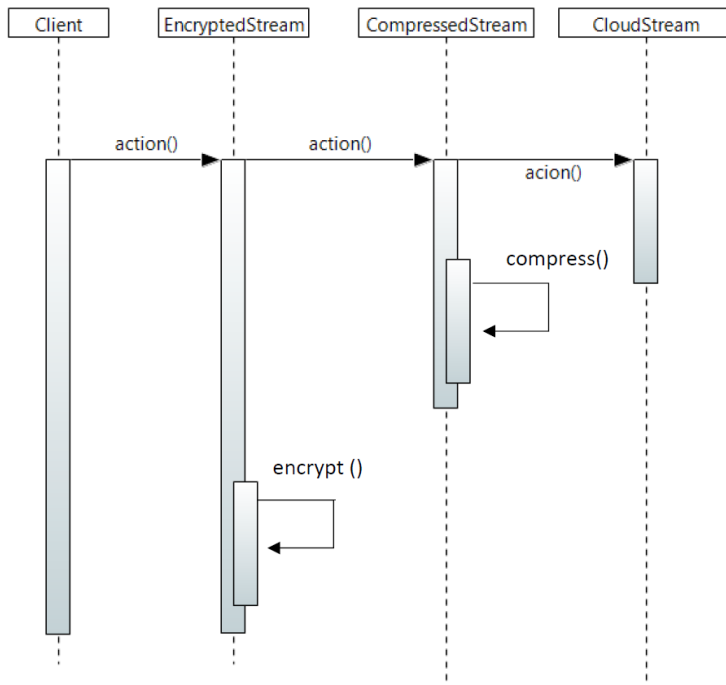 Client
EncryptedStream
CompressedStream
CloudStream
action()
action()
acion()
compress()
encrypt ()